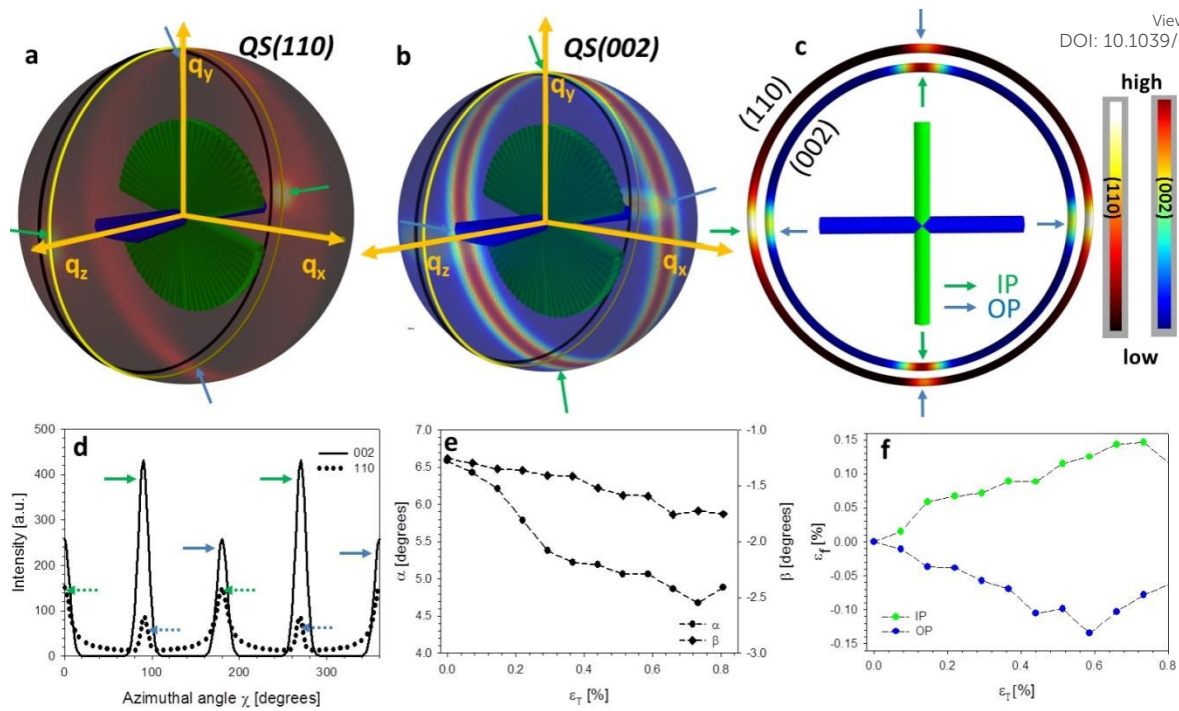 View
DOI: 10.1039/
a
QS(110)
qy
qz
qx
b
QS(002)
qy
qz
qx
c
(110)
(002)
IP
OP
high
(110)
(002)
low
d
500
400
300
200
100
0
0
100
200
300
002
110
Intensity [a.u.]
Azimuthal angle χ [degrees]
e
7.0
6.5
6.0
5.5
5.0
4.5
4.0
-1.0
-1.5
-2.0
-2.5
-3.0
0.0
0.2
0.4
0.6
0.8
α [degrees]
β [degrees]
α
β
εT [%]
f
0.15
0.10
0.05
0.00
-0.05
-0.10
-0.15
0.0
0.2
0.4
0.6
0.8
εf [%]
IP
OP
εT[%]